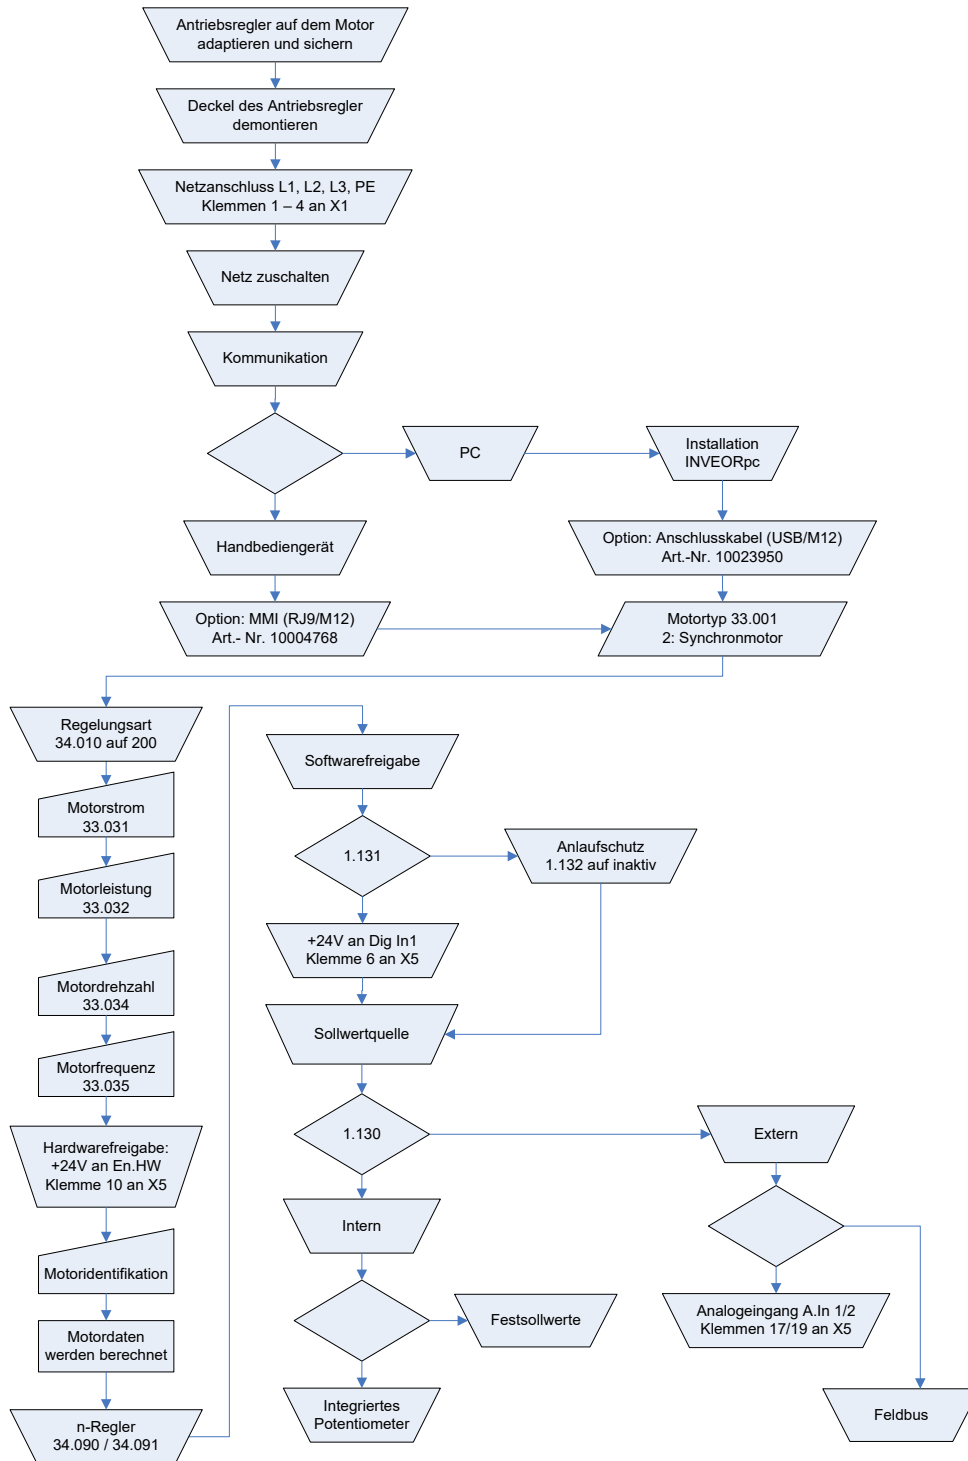 Antriebsregler auf dem Motor
adaptieren und sichern
Deckel des Antriebsregler
demontieren
Netzanschluss L1, L2, L3, PE
Klemmen 1 – 4 an X1
Netz zuschalten
Kommunikation
PC
Installation
INVEORpc
Handbediengerät
Option: Anschlusskabel (USB/M12)
Art.-Nr. 10023950
Option: MMI (RJ9/M12)
Art.- Nr. 10004768
Motortyp 33.001
2: Synchronmotor
Regelungsart
34.010 auf 200
Motorstrom
33.031
Motorleistung
33.032
Motordrehzahl
33.034
Motorfrequenz
33.035
Hardwarefreigabe:
+24V an En.HW
Klemme 10 an X5
Motoridentifikation
Motordaten
werden berechnet
n-Regler
34.090 / 34.091
Softwarefreigabe
1.131
Anlaufschutz
1.132 auf inaktiv
+24V an Dig In1
Klemme 6 an X5
Sollwertquelle
1.130
Extern
Intern
Festsollwerte
Analogeingang A.In 1/2
Klemmen 17/19 an X5
Integriertes
Potentiometer
Feldbus